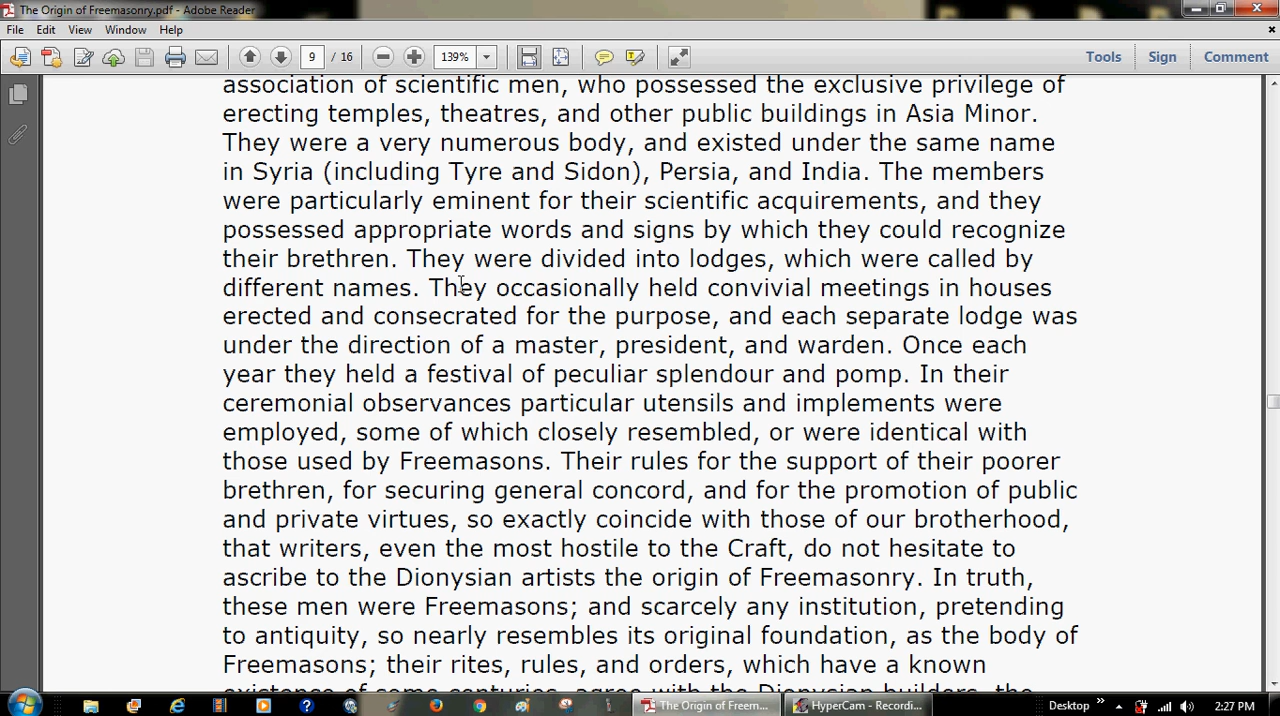 The Origin of Freemasonry.pdf - Adobe Reader
File Edit View Window Help
9 / 16 139% Tools Sign Comment
association of scientific men, who possessed the exclusive privilege of
erecting temples, theatres, and other public buildings in Asia Minor.
They were a very numerous body, and existed under the same name
in Syria (including Tyre and Sidon), Persia, and India. The members
were particularly eminent for their scientific acquirements, and they
possessed appropriate words and signs by which they could recognize
their brethren. They were divided into lodges, which were called by
different names. They occasionally held convivial meetings in houses
erected and consecrated for the purpose, and each separate lodge was
under the direction of a master, president, and warden. Once each
year they held a festival of peculiar splendour and pomp. In their
ceremonial observances particular utensils and implements were
employed, some of which closely resembled, or were identical with
those used by Freemasons. Their rules for the support of their poorer
brethren, for securing general concord, and for the promotion of public
and private virtues, so exactly coincide with those of our brotherhood,
that writers, even the most hostile to the Craft, do not hesitate to
ascribe to the Dionysian artists the origin of Freemasonry. In truth,
these men were Freemasons; and scarcely any institution, pretending
to antiquity, so nearly resembles its original foundation, as the body of
Freemasons; their rites, rules, and orders, which have a known
existence of some centuries, agree with the Dionysian builders, the
The Origin of Freem... HyperCam - Recordi... Desktop » 2:27 PM